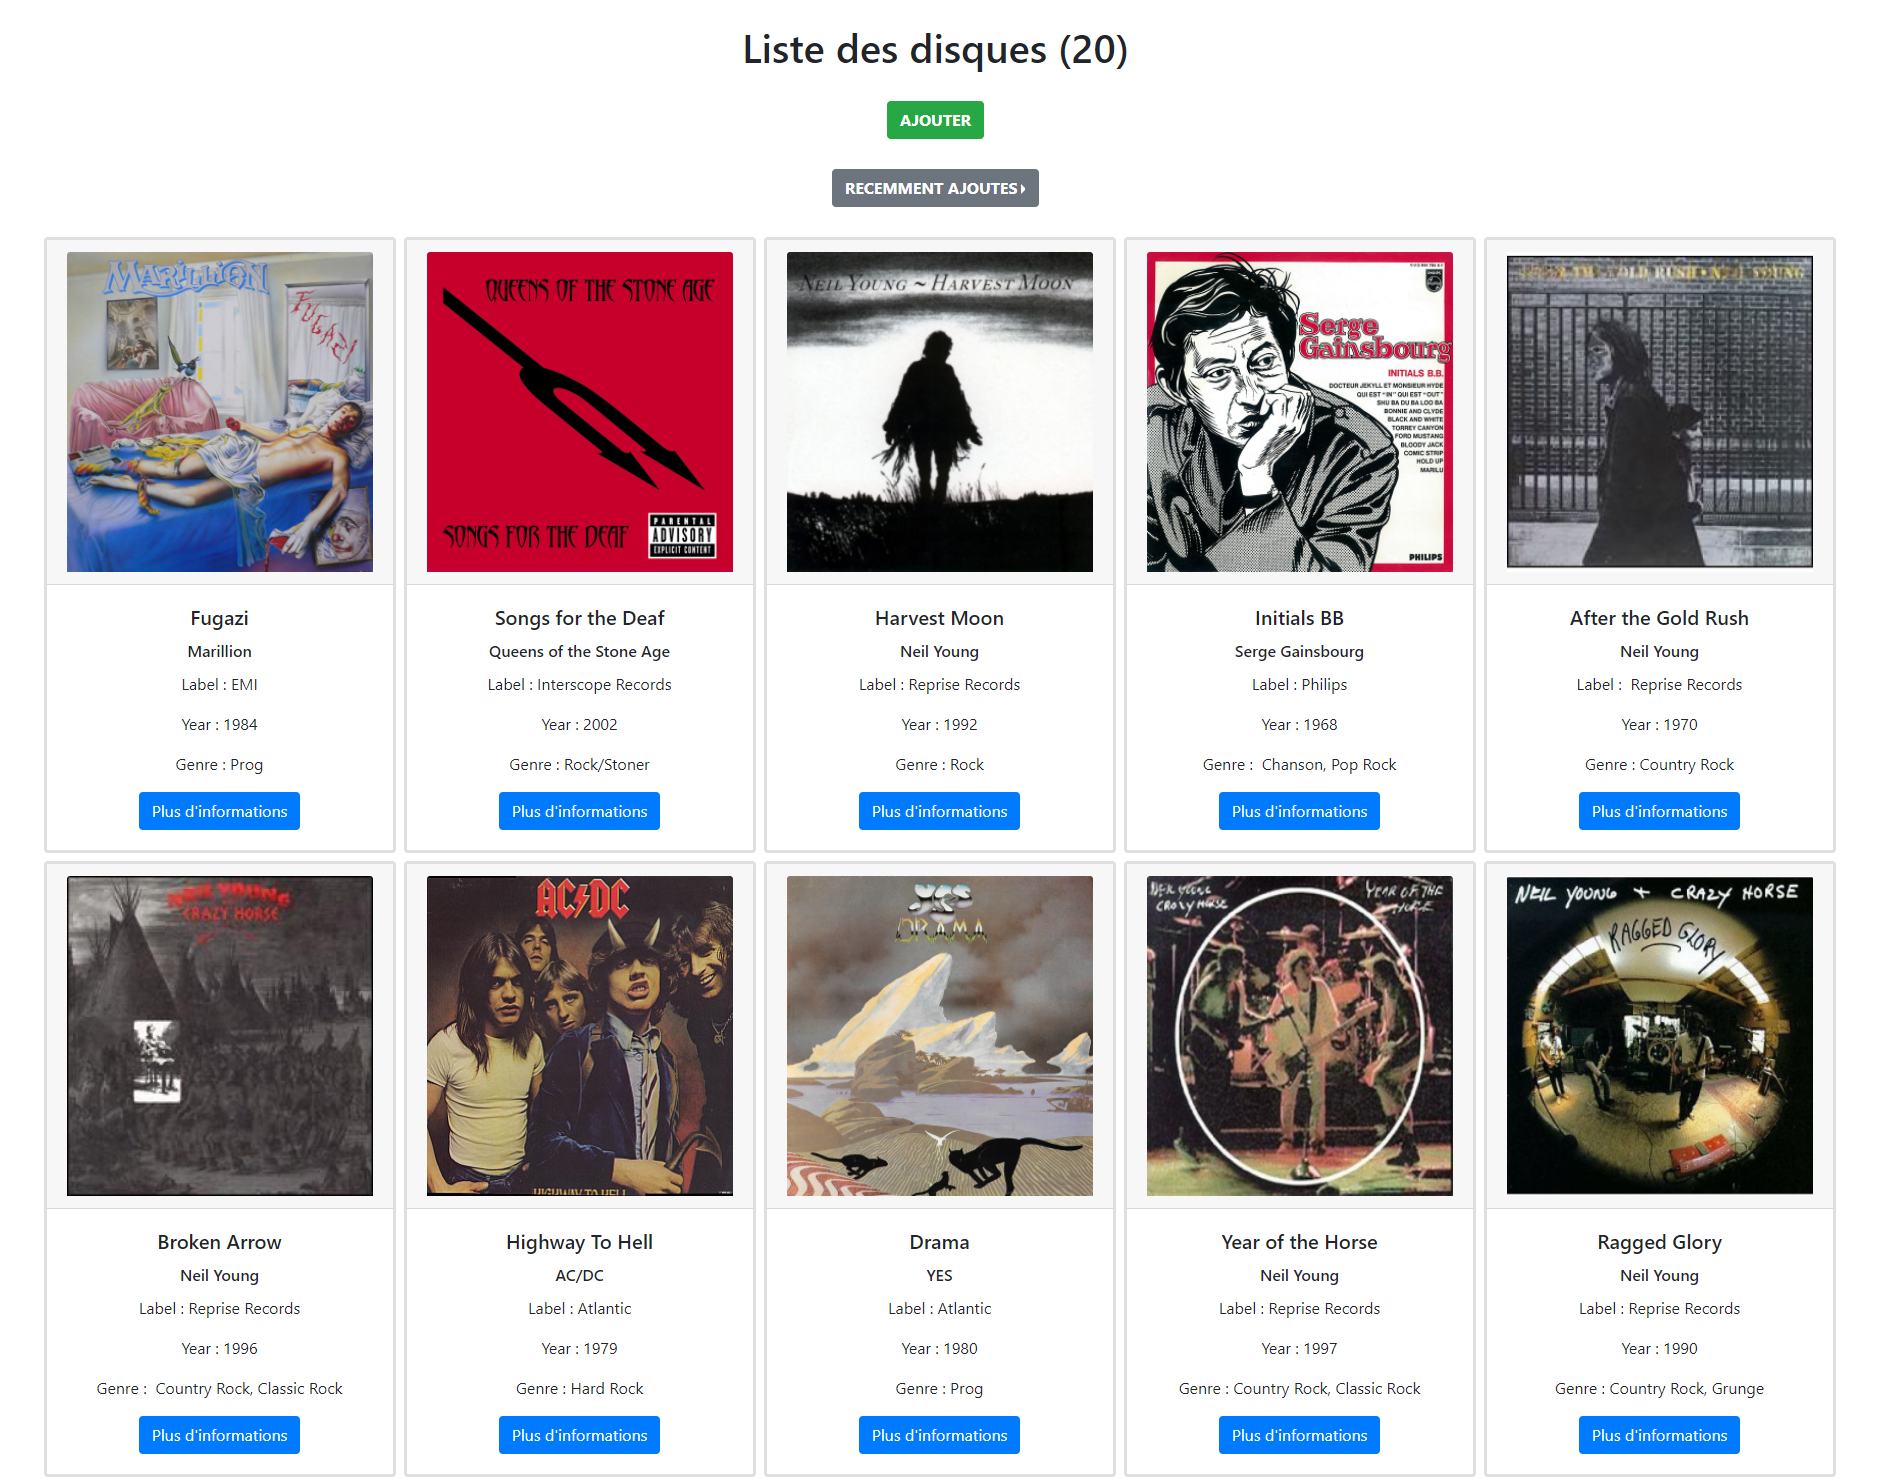 Liste des disques (20)
AJOUTER
RECEMMENT AJOUTES
MARILLION
FUGAZI
Fugazi
Marillion
Label : EMI
Year : 1984
Genre : Prog
Plus d'informations
QUEENS OF THE STONE AGE
SONGS FOR THE DEAF
PARENTAL
ADVISORY
EXPLICIT CONTENT
Songs for the Deaf
Queens of the Stone Age
Label : Interscope Records
Year : 2002
Genre : Rock/Stoner
Plus d'informations
NEIL YOUNG ~ HARVEST MOON
Harvest Moon
Neil Young
Label : Reprise Records
Year : 1992
Genre : Rock
Plus d'informations
Serge
Gainsbourg
INITIALS B.B.
DOCTEUR JEKYLL ET MONSIEUR HYDE
QUI EST "IN" QUI EST "OUT"
SHU BA DU BA LOO BA
BONNIE AND CLYDE
BLACK AND WHITE
TORREY CANYON
FORD MUSTANG
BLOODY JACK
COMIC STRIP
HOLD UP
MARILU
PHILIPS
Initials BB
Serge Gainsbourg
Label : Philips
Year : 1968
Genre : Chanson, Pop Rock
Plus d'informations
AFTER THE GOLD RUSH • NEIL YOUNG
After the Gold Rush
Neil Young
Label : Reprise Records
Year : 1970
Genre : Country Rock
Plus d'informations
NEIL YOUNG
CRAZY HORSE
Broken Arrow
Neil Young
Label : Reprise Records
Year : 1996
Genre : Country Rock, Classic Rock
Plus d'informations
AC/DC
HIGHWAY TO HELL
Highway To Hell
AC/DC
Label : Atlantic
Year : 1979
Genre : Hard Rock
Plus d'informations
YES
DRAMA
Drama
YES
Label : Atlantic
Year : 1980
Genre : Prog
Plus d'informations
NEIL YOUNG
CRAZY HORSE
YEAR OF THE
HORSE
Year of the Horse
Neil Young
Label : Reprise Records
Year : 1997
Genre : Country Rock, Classic Rock
Plus d'informations
NEIL YOUNG + CRAZY HORSE
RAGGED GLORY
Ragged Glory
Neil Young
Label : Reprise Records
Year : 1990
Genre : Country Rock, Grunge
Plus d'informations